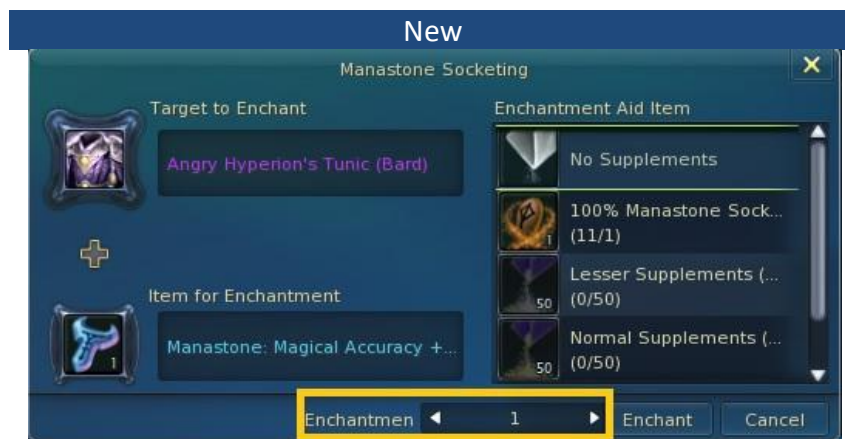 New
Manastone Socketing
Target to Enchant
Angry Hyperion's Tunic (Bard)
Item for Enchantment
1
Manastone: Magical Accuracy +...
Enchantment Aid Item
No Supplements
1
100% Manastone Sock...
(11/1)
50
Lesser Supplements (...
(0/50)
50
Normal Supplements (...
(0/50)
Enchantmen 1 Enchant Cancel